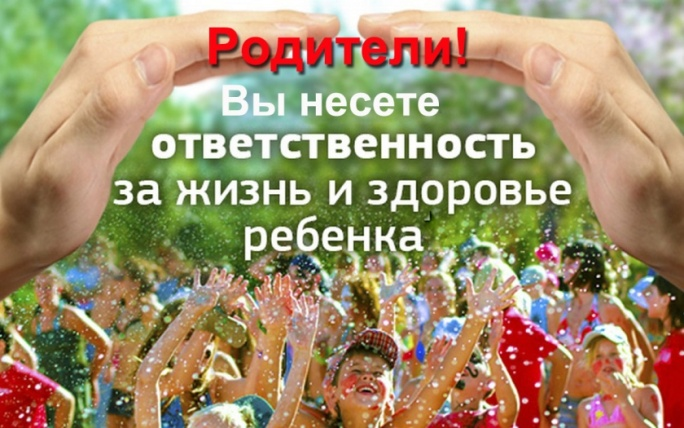 Родители!
Вы несете
ответственность
за жизнь и здоровье
ребенка